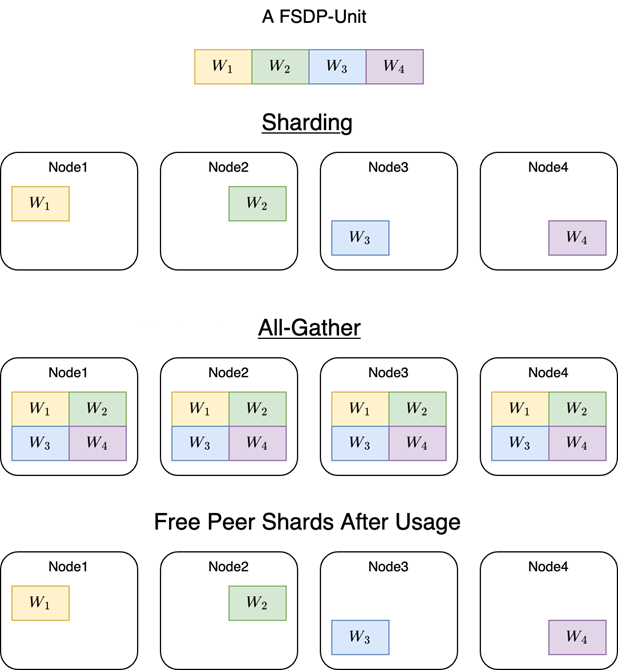 A FSDP-Unit
W₁ W₂ W₃ W₄
Sharding
Node1 Node2 Node3 Node4
W₁ W₂
W₃ W₄
All-Gather
Node1 Node2 Node3 Node4
W₁ W₂ W₁ W₂ W₁ W₂ W₁ W₂
W₃ W₄ W₃ W₄ W₃ W₄ W₃ W₄
Free Peer Shards After Usage
Node1 Node2 Node3 Node4
W₁ W₂
W₃ W₄